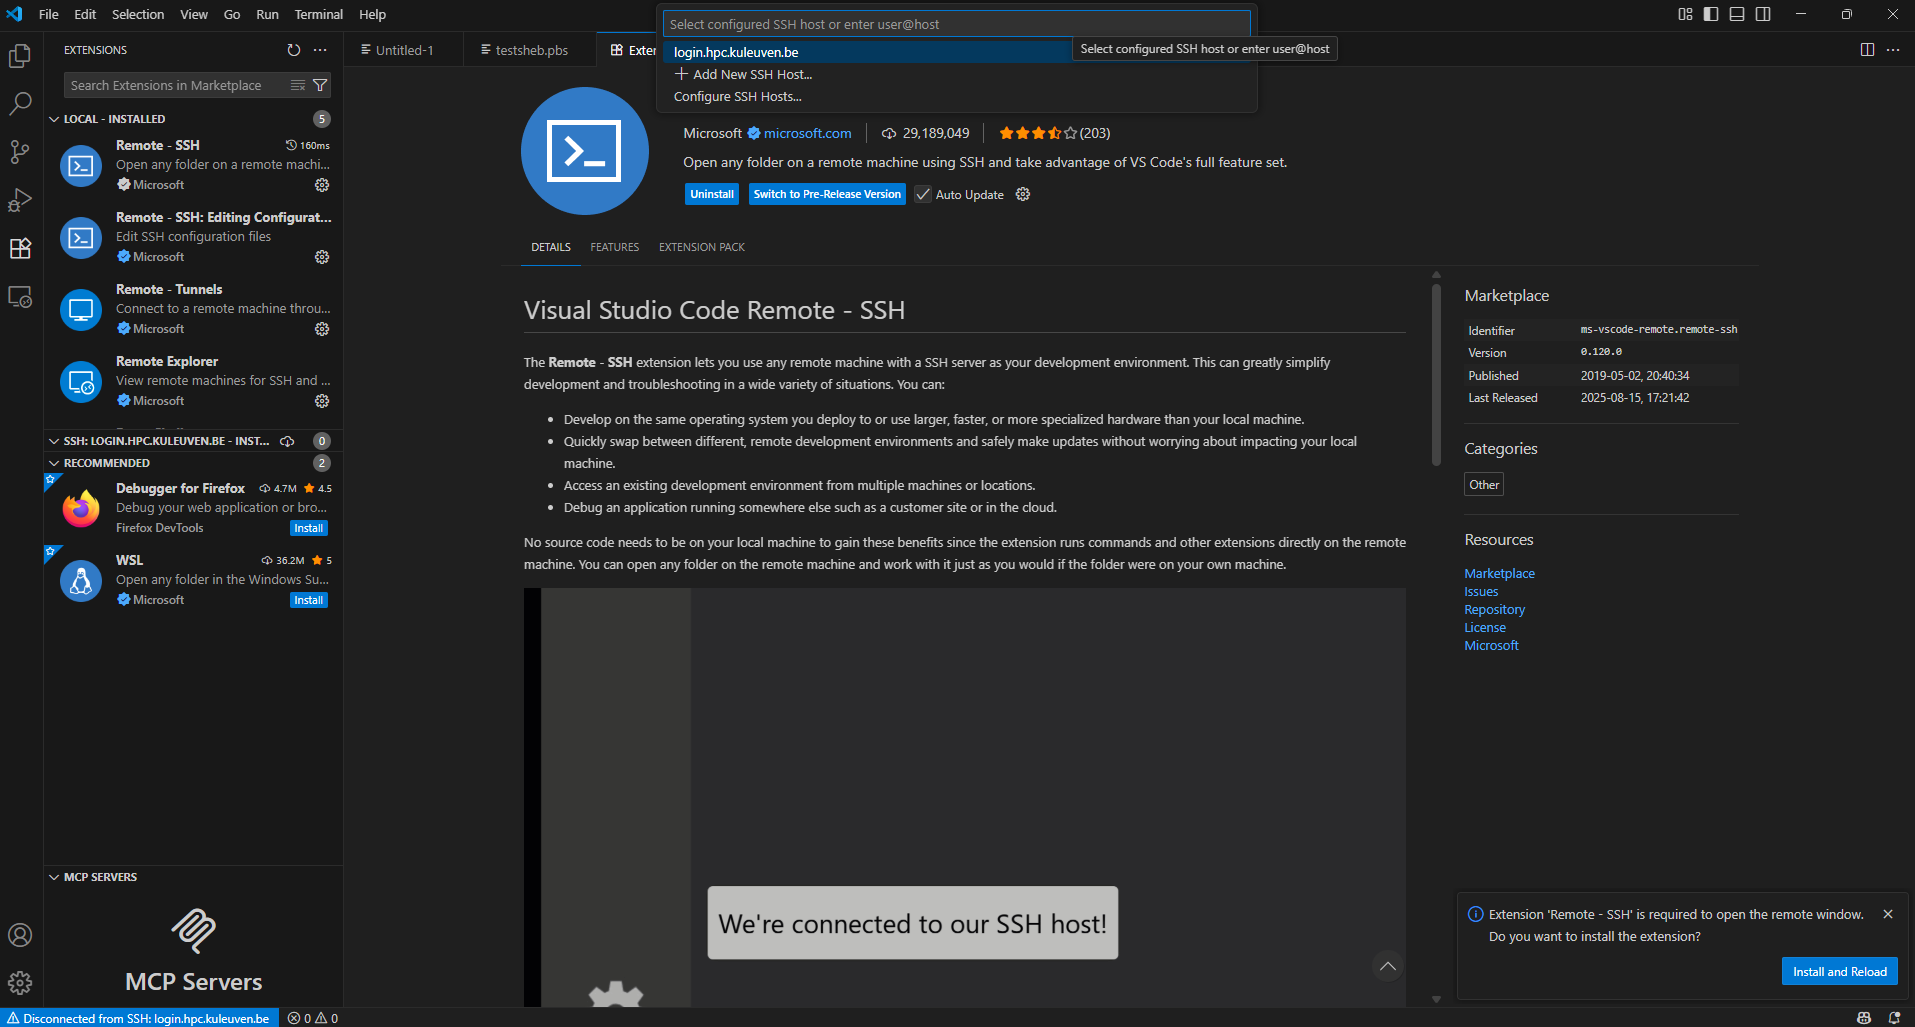 File Edit Selection View Go Run Terminal Help
Select configured SSH host or enter user@host
login.hpc.kuleuven.be
Select configured SSH host or enter user@host
Add New SSH Host...
Configure SSH Hosts...
EXTENSIONS
Untitled-1
testsheb.pbs
Exter
Search Extensions in Marketplace
LOCAL - INSTALLED 5
Remote - SSH 160ms
Open any folder on a remote machi...
Microsoft
Remote - SSH: Editing Configurat...
Edit SSH configuration files
Microsoft
Remote - Tunnels
Connect to a remote machine throu...
Microsoft
Remote Explorer
View remote machines for SSH and ...
Microsoft
SSH: LOGIN.HPC.KULEUVEN.BE - INST... 0
RECOMMENDED 2
Debugger for Firefox 4.7M 4.5
Debug your web application or bro...
Firefox DevTools Install
WSL 36.2M 5
Open any folder in the Windows Su...
Microsoft Install
MCP SERVERS
MCP Servers
Microsoft microsoft.com 29,189,049 (203)
Open any folder on a remote machine using SSH and take advantage of VS Code's full feature set.
Uninstall Switch to Pre-Release Version Auto Update
DETAILS FEATURES EXTENSION PACK
Visual Studio Code Remote - SSH
The Remote - SSH extension lets you use any remote machine with a SSH server as your development environment. This can greatly simplify
development and troubleshooting in a wide variety of situations. You can:
• Develop on the same operating system you deploy to or use larger, faster, or more specialized hardware than your local machine.
• Quickly swap between different, remote development environments and safely make updates without worrying about impacting your local
machine.
• Access an existing development environment from multiple machines or locations.
• Debug an application running somewhere else such as a customer site or in the cloud.
No source code needs to be on your local machine to gain these benefits since the extension runs commands and other extensions directly on the remote
machine. You can open any folder on the remote machine and work with it just as you would if the folder were on your own machine.
We're connected to our SSH host!
Marketplace
Identifier ms-vscode-remote.remote-ssh
Version 0.120.0
Published 2019-05-02, 20:40:34
Last Released 2025-08-15, 17:21:42
Categories
Other
Resources
Marketplace
Issues
Repository
License
Microsoft
Extension 'Remote - SSH' is required to open the remote window.
Do you want to install the extension?
Install and Reload
Disconnected from SSH: login.hpc.kuleuven.be 0 0